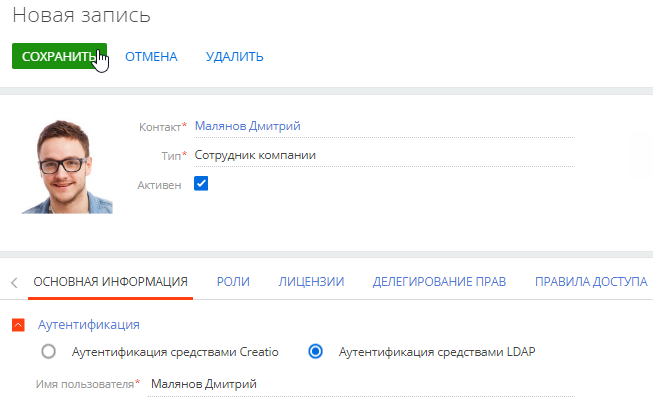 Новая запись
СОХРАНИТЬ ОТМЕНА УДАЛИТЬ
Контакт* Малянов Дмитрий
Тип* Сотрудник компании
Активен
ОСНОВНАЯ ИНФОРМАЦИЯ РОЛИ ЛИЦЕНЗИИ ДЕЛЕГИРОВАНИЕ ПРАВ ПРАВИЛА ДОСТУПА
Аутентификация
Аутентификация средствами Creatio Аутентификация средствами LDAP
Имя пользователя* Малянов Дмитрий